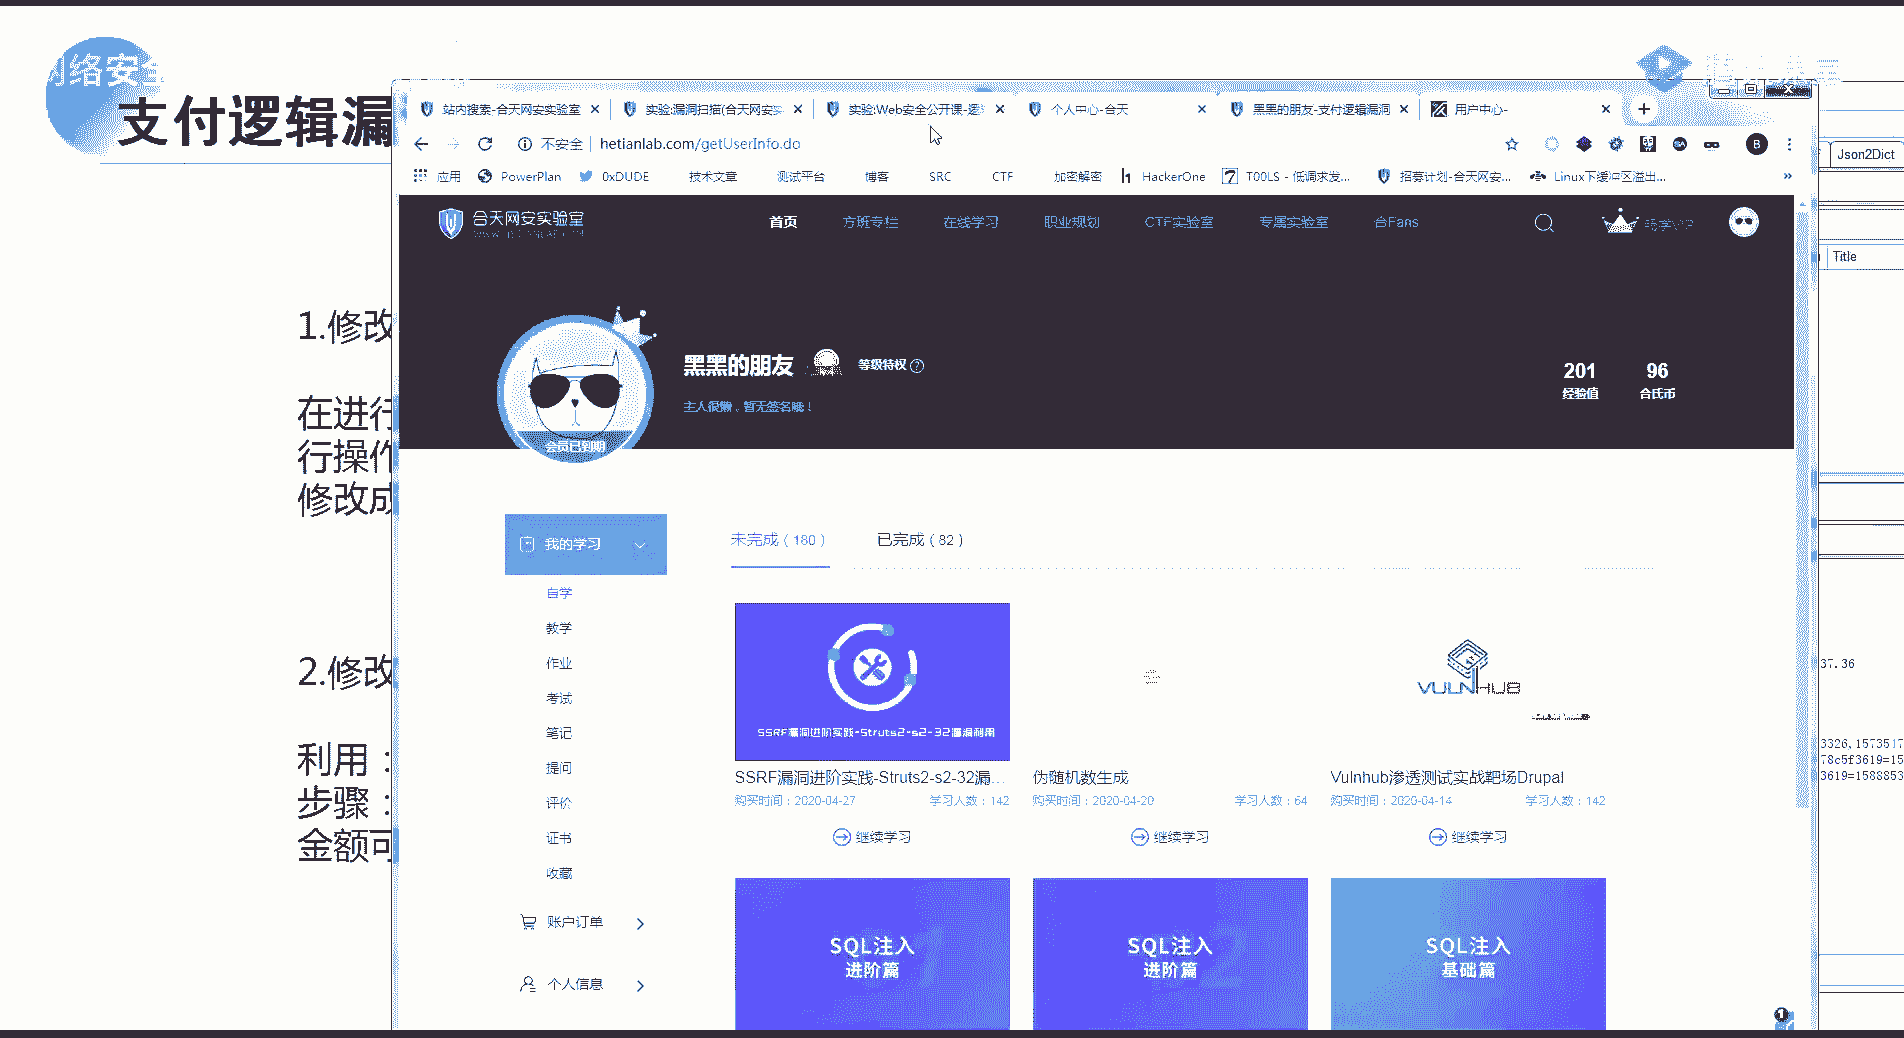 网络安全
支付逻辑漏
站内搜索-合天网安实验室
实验:漏洞扫描(合天网安实
实验:Web安全公开课-逻辑
个人中心-合天
黑黑的朋友-支付逻辑漏洞
用户中心-
不安全 hetianlab.com/getUserInfo.do
B
应用 PowerPlan 0xDUDE 技术文章 测试平台 博客 SRC CTF 加密解密 HackerOne T00LS - 低调求发... 招募计划-合天网安... Linux下缓冲区溢出... »
Json2Dict
Title
合天网安实验室
首页 方班专栏 在线学习 职业规划 CTF实验室 专属实验室 合Fans
黑黑的朋友 等级特权
主人很懒，暂无签名哦！
会员已到期
201 96
经验值 合氏币
1.修改
在进行
行操作
修改成
2.修改
利用：
步骤：
金额可
我的学习
自学
教学
作业
考试
笔记
提问
评价
证书
收藏
账户订单
个人信息
未完成（180） 已完成（82）
SSRF漏洞进阶实践-Struts2-s2-32漏洞利用
VULNHUB
SSRF漏洞进阶实践-Struts2-s2-32漏... 伪随机数生成 Vulnhub渗透测试实战靶场Drupal
购买时间：2020-04-27 学习人数：142 购买时间：2020-04-20 学习人数：64 购买时间：2020-04-14 学习人数：142
继续学习 继续学习 继续学习
SQL注入 SQL注入 SQL注入
进阶篇 进阶篇 基础篇
37.36
3326,1573517
78c5f3619=15
3619=1588853
1